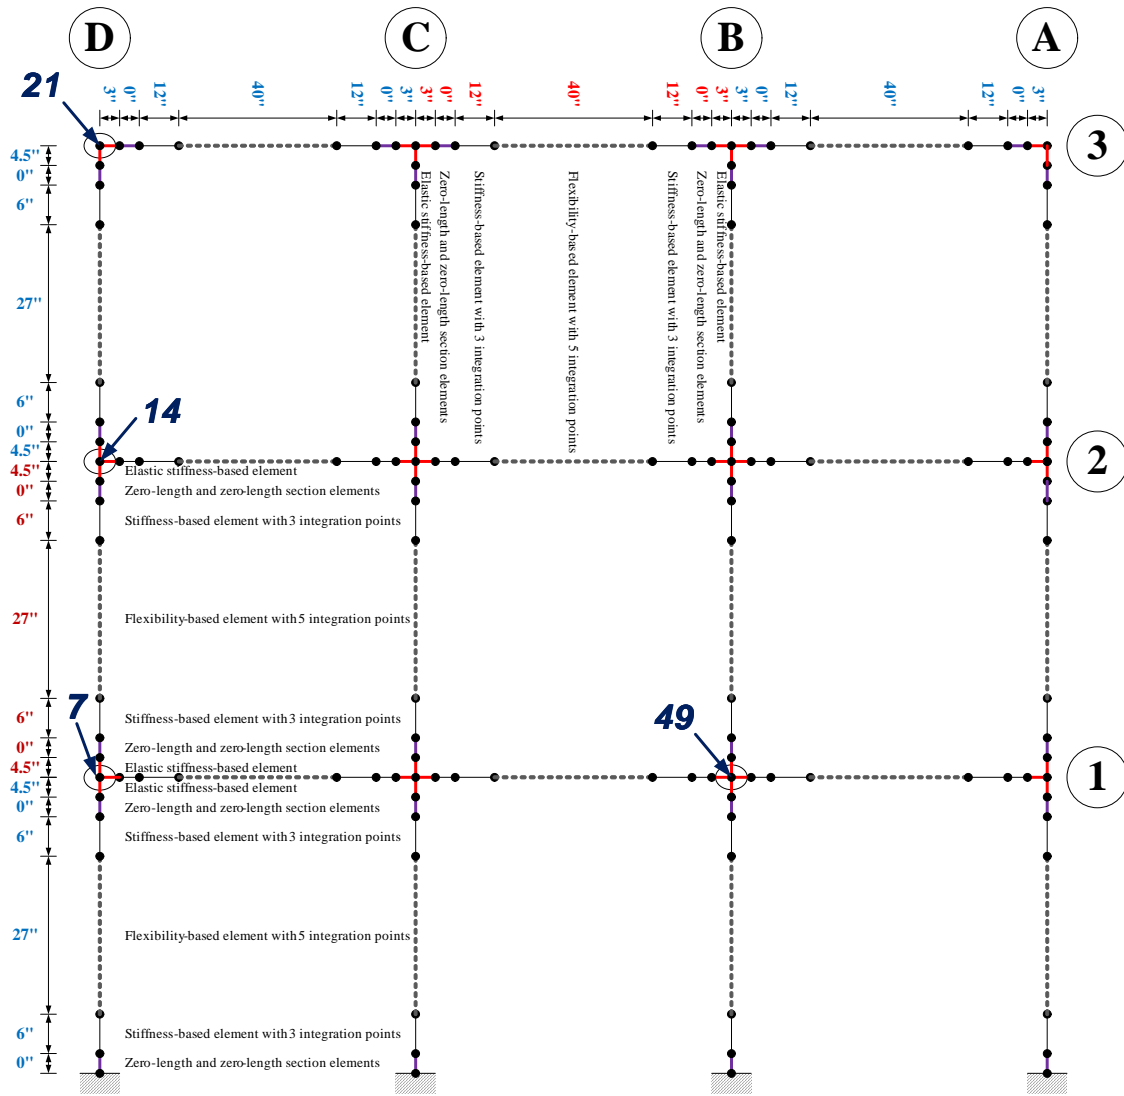 D
C
B
A
21
3"
0"
12"
40"
12"
0"
3"
3"
0"
12"
40"
12"
0"
3"
3"
0"
12"
40"
12"
0"
3"
3
4.5"
0"
6"
27"
6"
0"
4.5"
Elastic stiffness-based element
Zero-length and zero-length section elements
Stiffness-based element with 3 integration points
Flexibility-based element with 5 integration points
Stiffness-based element with 3 integration points
Zero-length and zero-length section elements
Elastic stiffness-based element
14
2
4.5"
Elastic stiffness-based element
0"
Zero-length and zero-length section elements
6"
Stiffness-based element with 3 integration points
27"
Flexibility-based element with 5 integration points
7
49
6"
Stiffness-based element with 3 integration points
0"
Zero-length and zero-length section elements
4.5"
Elastic stiffness-based element
1
4.5"
Elastic stiffness-based element
0"
Zero-length and zero-length section elements
6"
Stiffness-based element with 3 integration points
27"
Flexibility-based element with 5 integration points
6"
Stiffness-based element with 3 integration points
0"
Zero-length and zero-length section elements